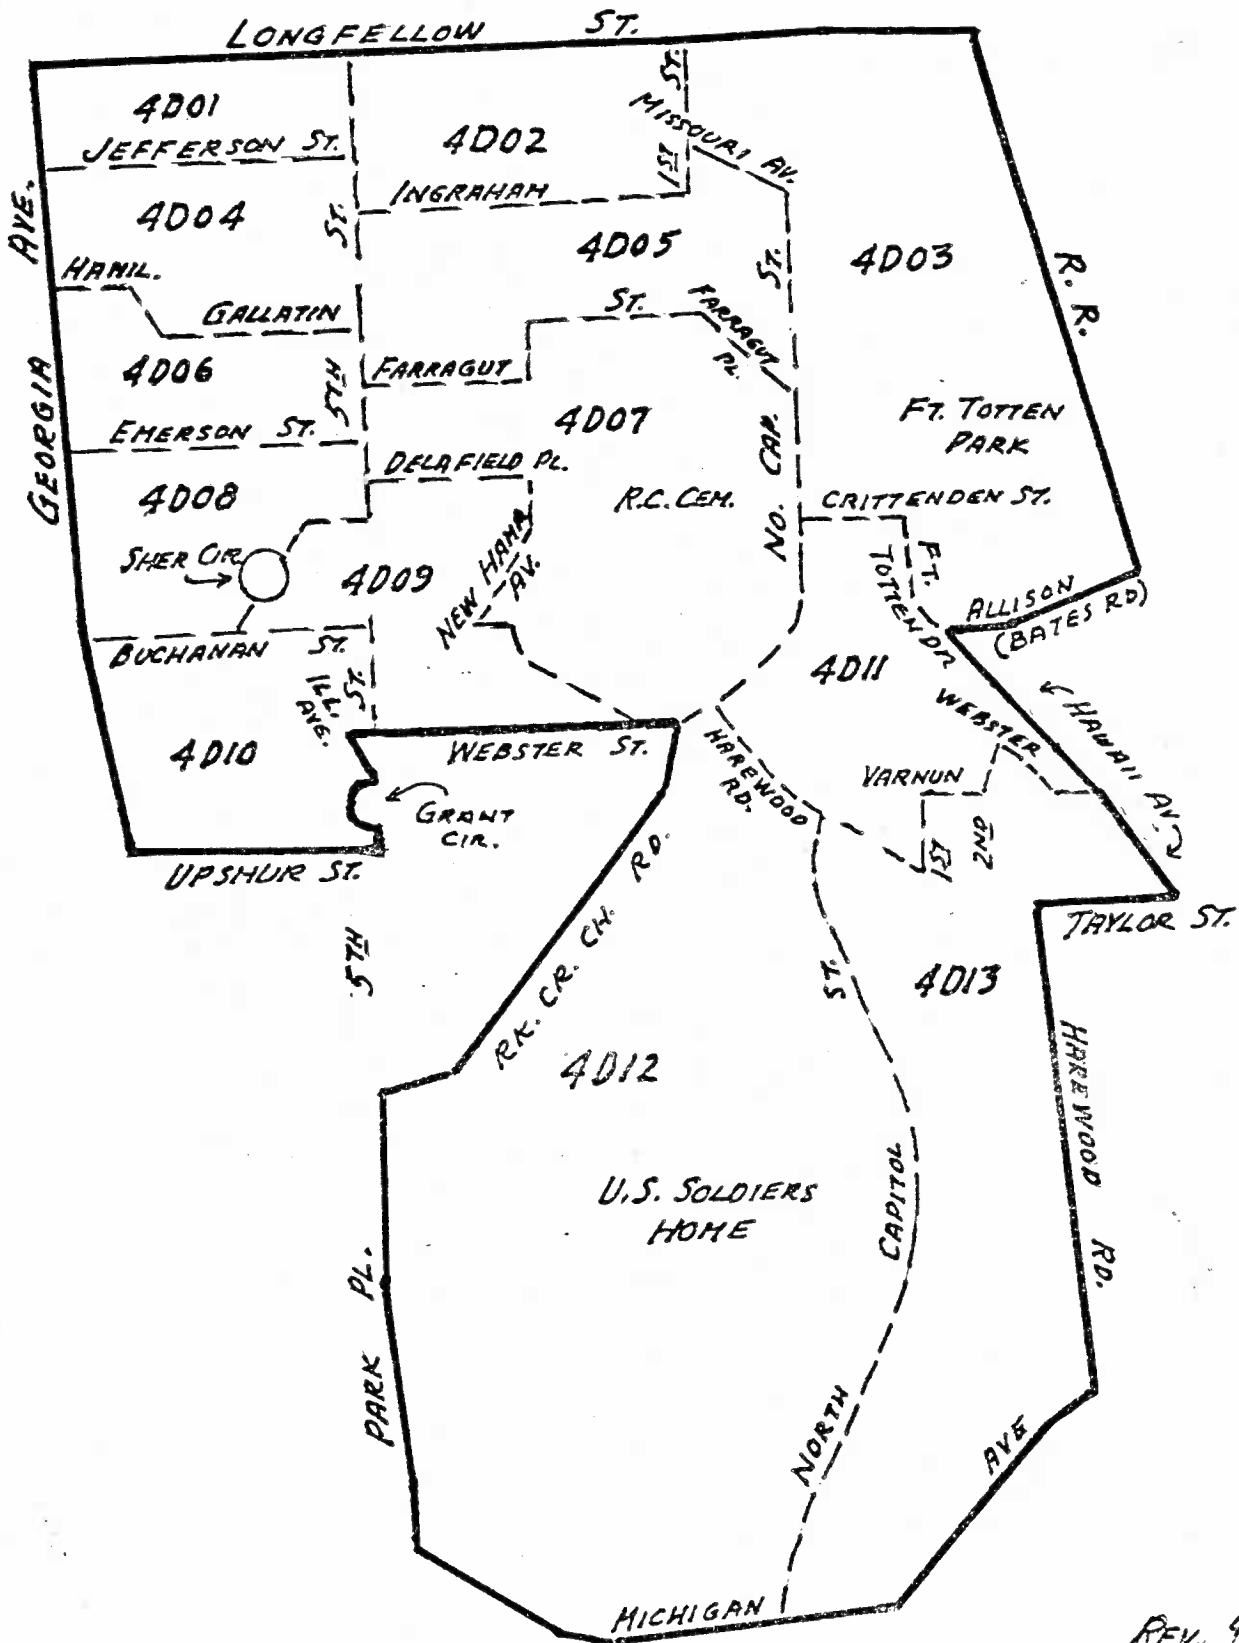 LONGFELLOW ST.
4D01
JEFFERSON ST.
4D02
1ST ST.
MISSOURI AV.
INGRAHAM
4D04
ST.
4D05
ST.
4D03
R. R.
GEORGIA AVE.
HAMIL.
GALLATIN
ST.
FARRAGUT PL.
4D06
5TH
FARRAGUT
4D07
NO. CAP.
FT. TOTTEN
PARK
EMERSON ST.
DELAFIELD PL.
4D08
R.C. CEM.
CRITTENDEN ST.
SHER CIR
4D09
NEW HAMP
AV.
FT.
TOTTEN DR
ALLISON
(BATES RD)
BUCHANAN ST.
ILL.
AVE.
ST.
4D11
WEBSTER
HAWAII AV.
4D10
WEBSTER ST.
HAREWOOD
RD.
VARNUN
GRANT
CIR.
1ST
2ND
UPSHUR ST.
RK. CR. CH. RD.
TAYLOR ST.
5TH
ST.
4D13
4D12
HAREWOOD RD.
U.S. SOLDIERS
HOME
CAPITOL
PARK PL.
NORTH
AVE
MICHIGAN
REV.